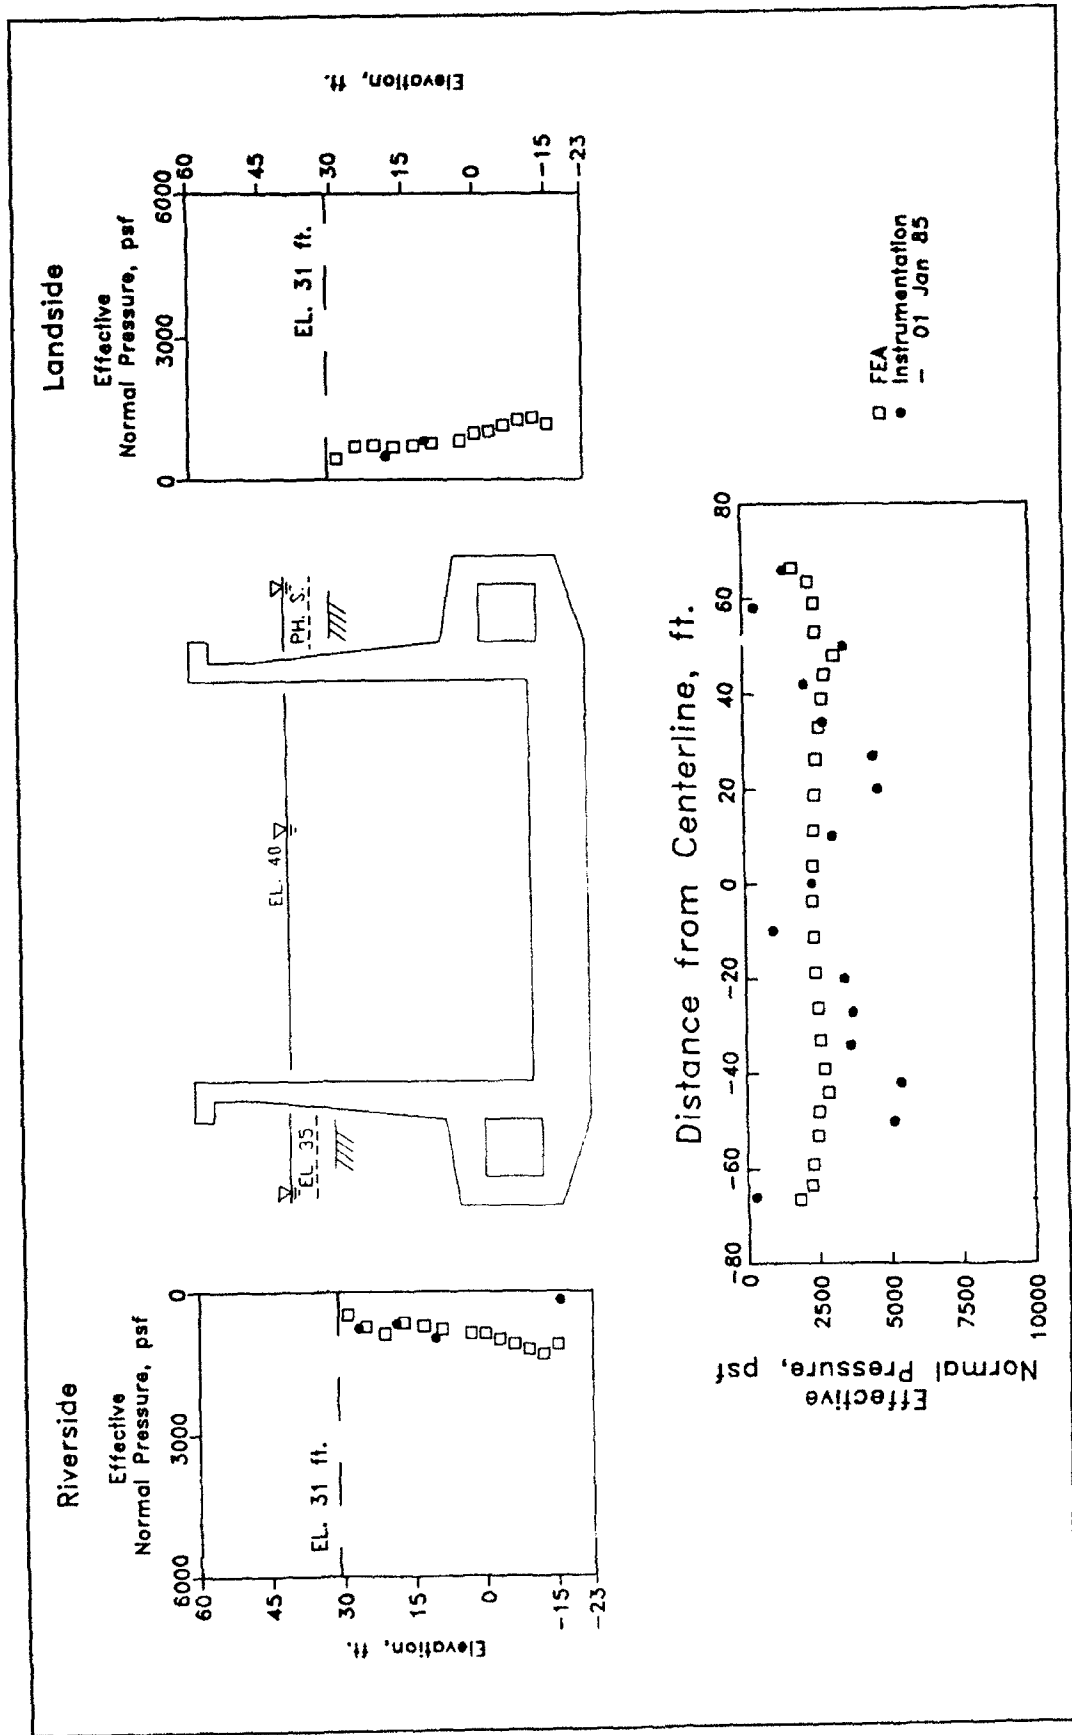 Riverside
Effective
Normal Pressure, psf
6000
3000
0
60
45
30
15
0
-15
-23
Elevation, ft.
EL. 31 ft.
EL 35
EL. 40
PH. S.
Landside
Effective
Normal Pressure, psf
0
3000
6000
60
45
30
15
0
-15
-23
Elevation, ft.
EL. 31 ft.
Distance from Centerline, ft.
-80
-60
-40
-20
0
20
40
60
80
0
2500
5000
7500
10000
Effective
Normal Pressure, psf
FEA
Instrumentation
- 01 Jan 85